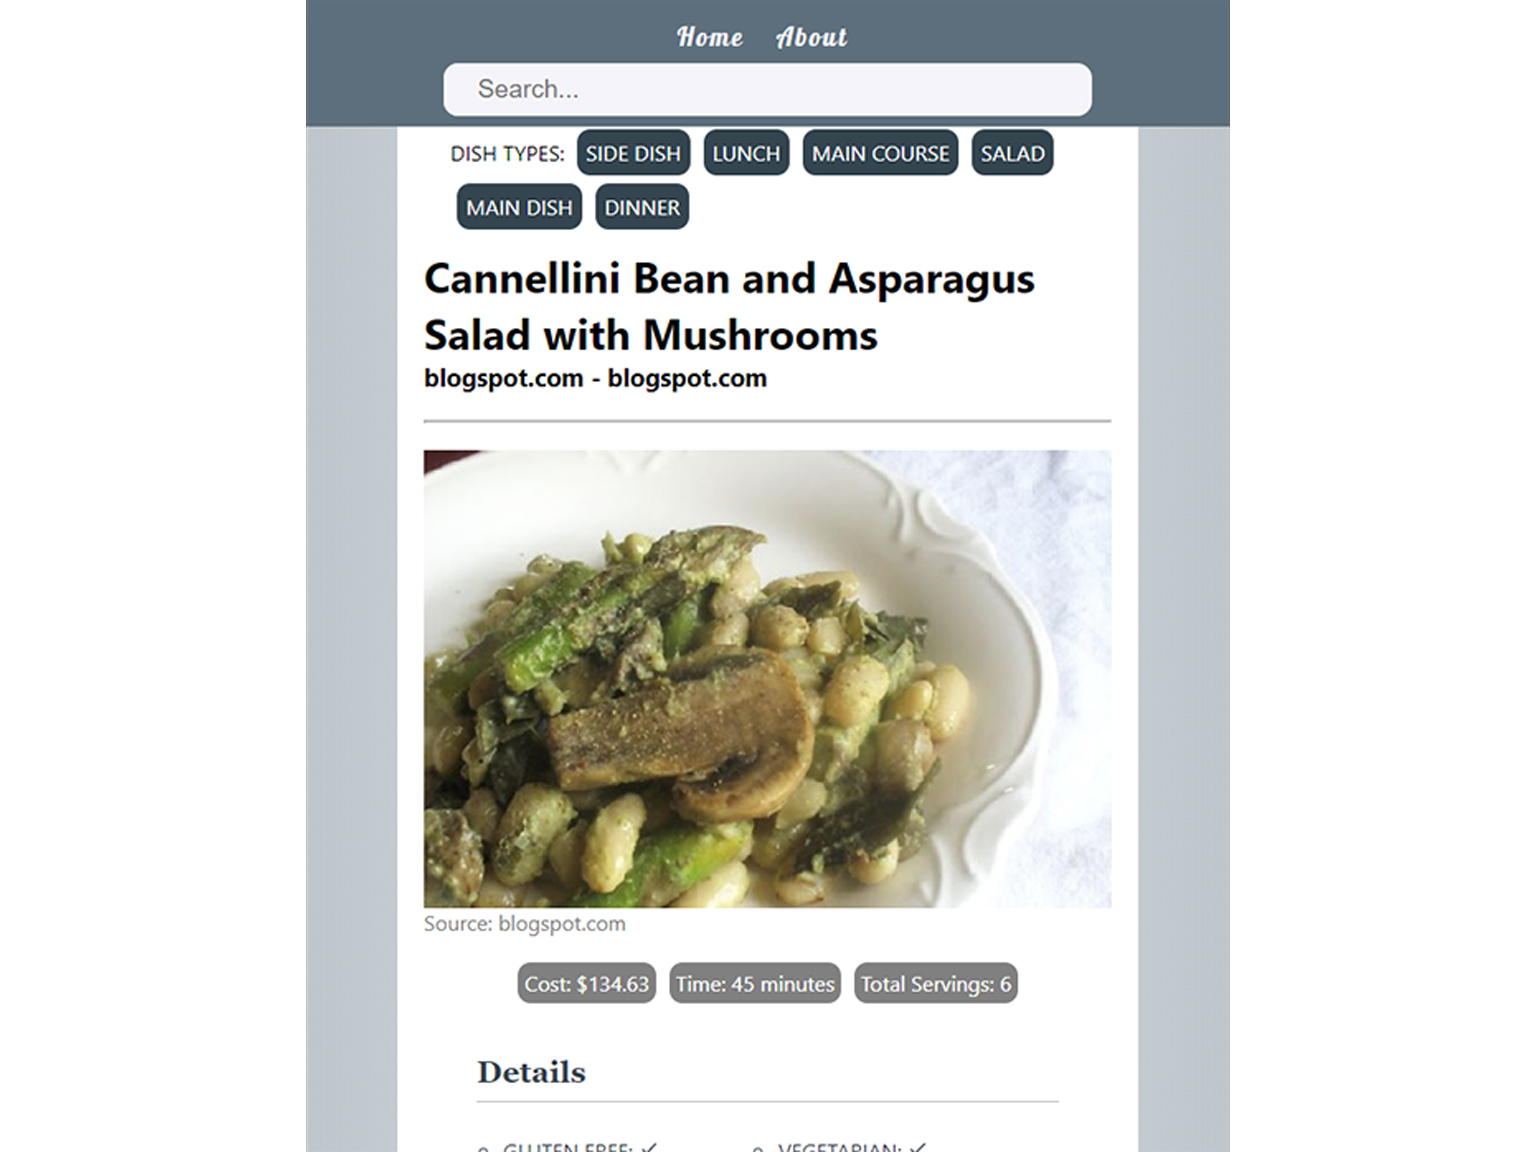 Home About
Search...
DISH TYPES: SIDE DISH LUNCH MAIN COURSE SALAD
MAIN DISH DINNER
Cannellini Bean and Asparagus
Salad with Mushrooms
blogspot.com - blogspot.com
Source: blogspot.com
Cost: $134.63 Time: 45 minutes Total Servings: 6
Details
GLUTEN FREE: ✓ VEGETARIAN: ✓